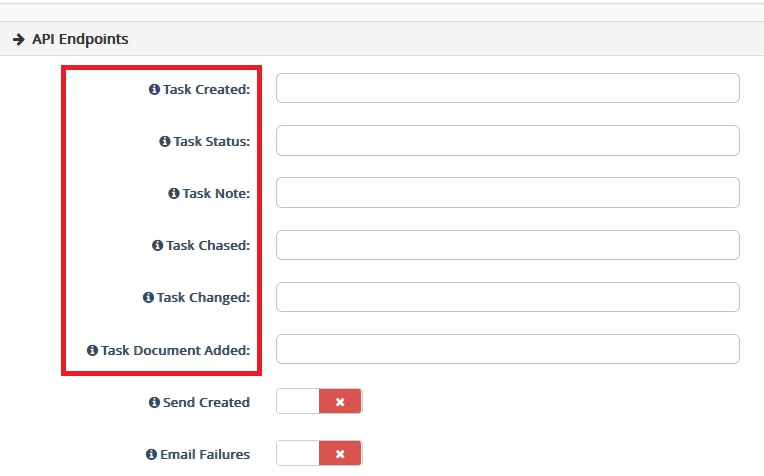 API Endpoints
Task Created:
Task Status:
Task Note:
Task Chased:
Task Changed:
Task Document Added:
Send Created
Email Failures